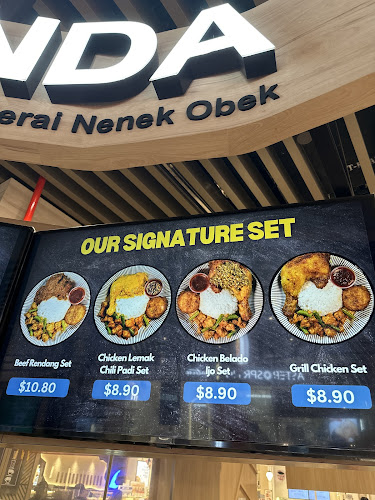 NDA
erai Nenek Obek
OUR SIGNATURE SET
Beef Rendang Set
$10.80
Chicken Lemak
Chili Padi Set
$8.90
Chicken Belado
Ijo Set
$8.90
Grill Chicken Set
$8.90